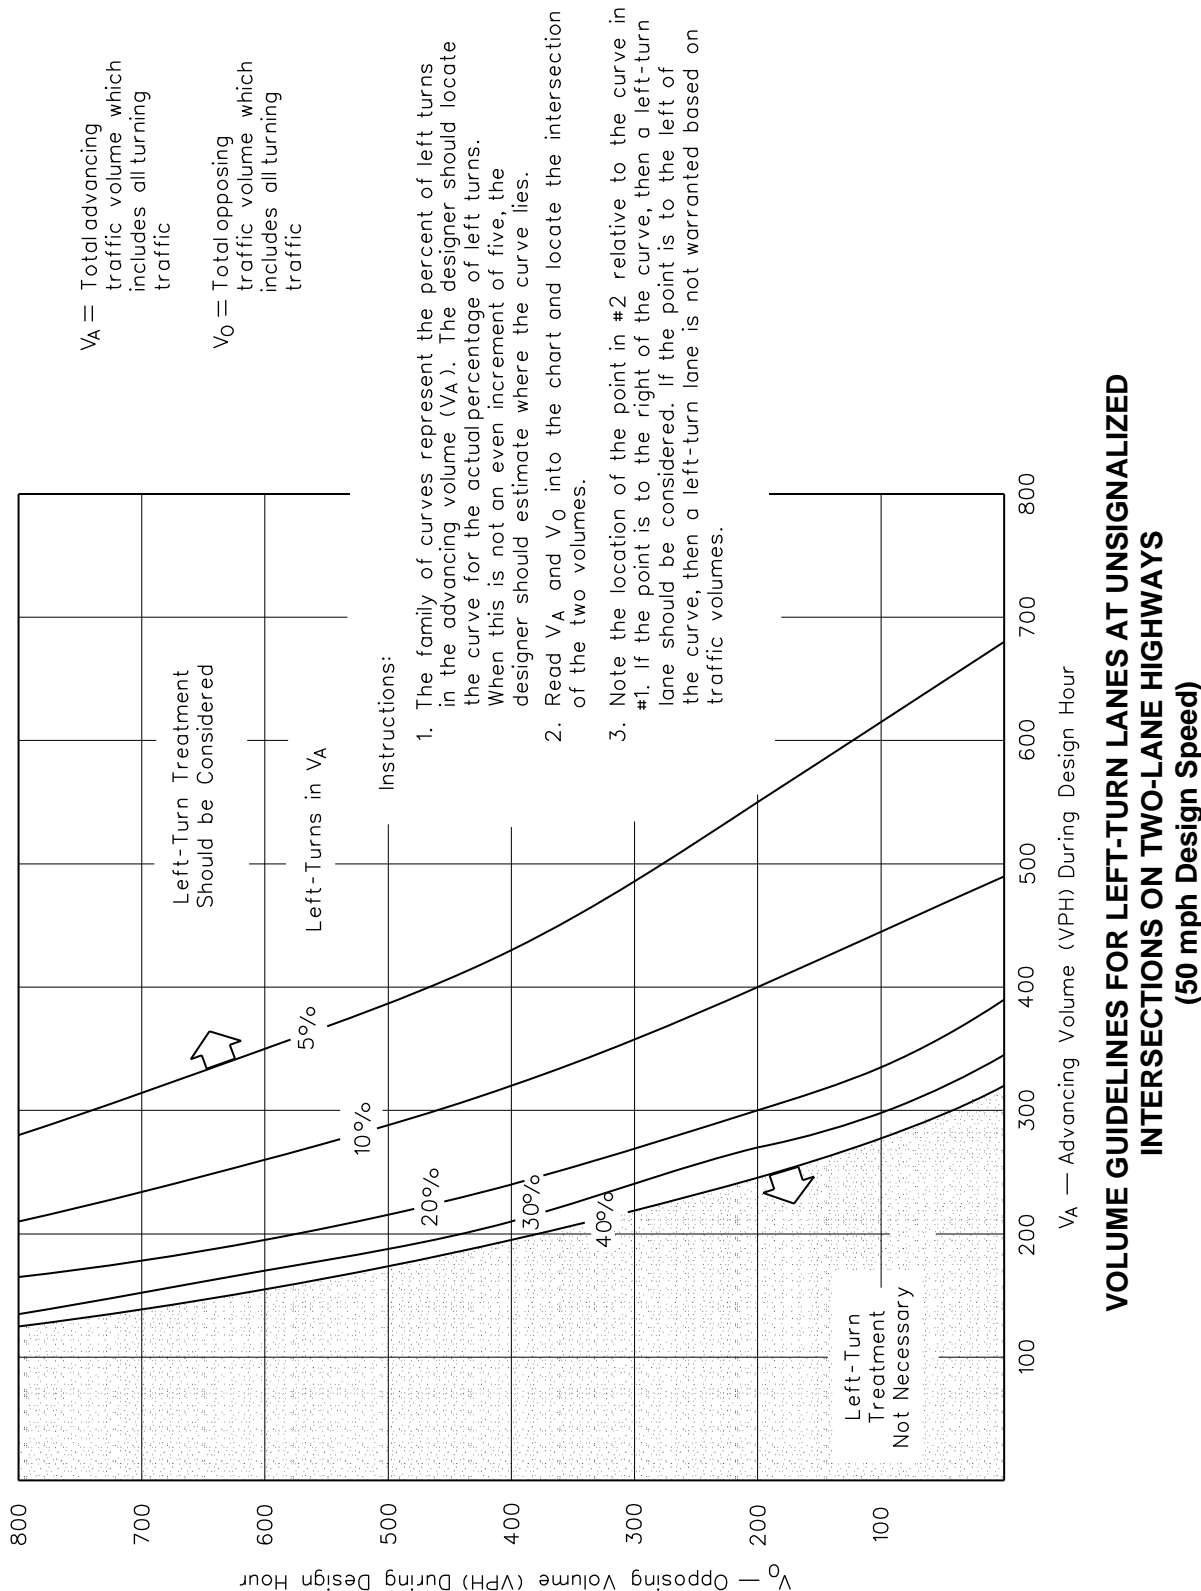 V_A = Total advancing
traffic volume which
includes all turning
traffic
V_O = Total opposing
traffic volume which
includes all turning
traffic
Left-Turn Treatment
Should be Considered
Left-Turns in V_A
Instructions:
1. The family of curves represent the percent of left turns
in the advancing volume (V_A). The designer should locate
the curve for the actual percentage of left turns.
When this is not an even increment of five, the
designer should estimate where the curve lies.
2. Read V_A and V_O into the chart and locate the intersection
of the two volumes.
3. Note the location of the point in #2 relative to the curve in
#1. If the point is to the right of the curve, then a left-turn
lane should be considered. If the point is to the left of
the curve, then a left-turn lane is not warranted based on
traffic volumes.
5%
10%
20%
30%
40%
Left-Turn
Treatment
Not Necessary
800
700
600
500
400
300
200
100
V_O — Opposing Volume (VPH) During Design Hour
100
200
300
400
500
600
700
800
V_A — Advancing Volume (VPH) During Design Hour
VOLUME GUIDELINES FOR LEFT-TURN LANES AT UNSIGNALIZED
INTERSECTIONS ON TWO-LANE HIGHWAYS
(50 mph Design Speed)